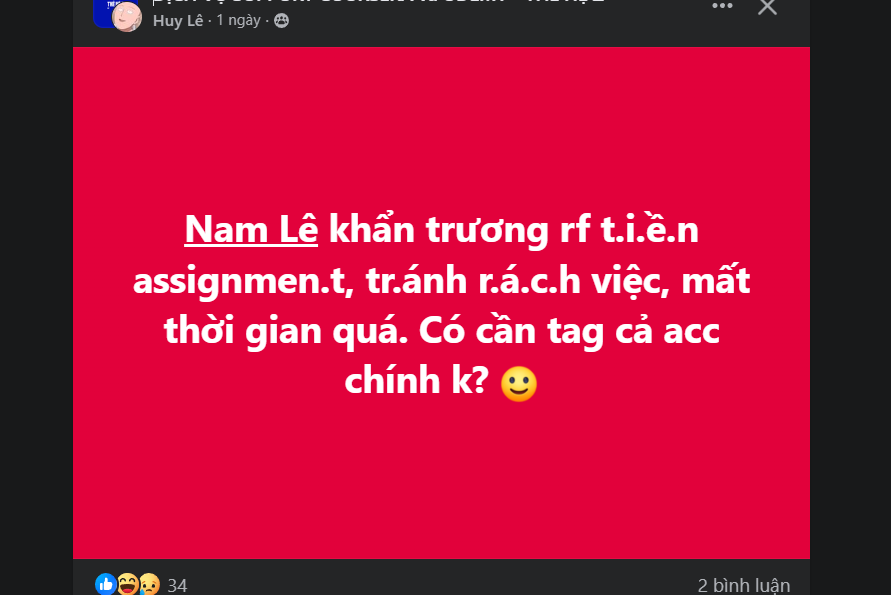 Huy Lê · 1 ngày ·
Nam Lê khẩn trương rf t.i.ề.n
assignmen.t, tr.ánh r.á.c.h việc, mất
thời gian quá. Có cần tag cả acc
chính k? 🙂
34
2 bình luận